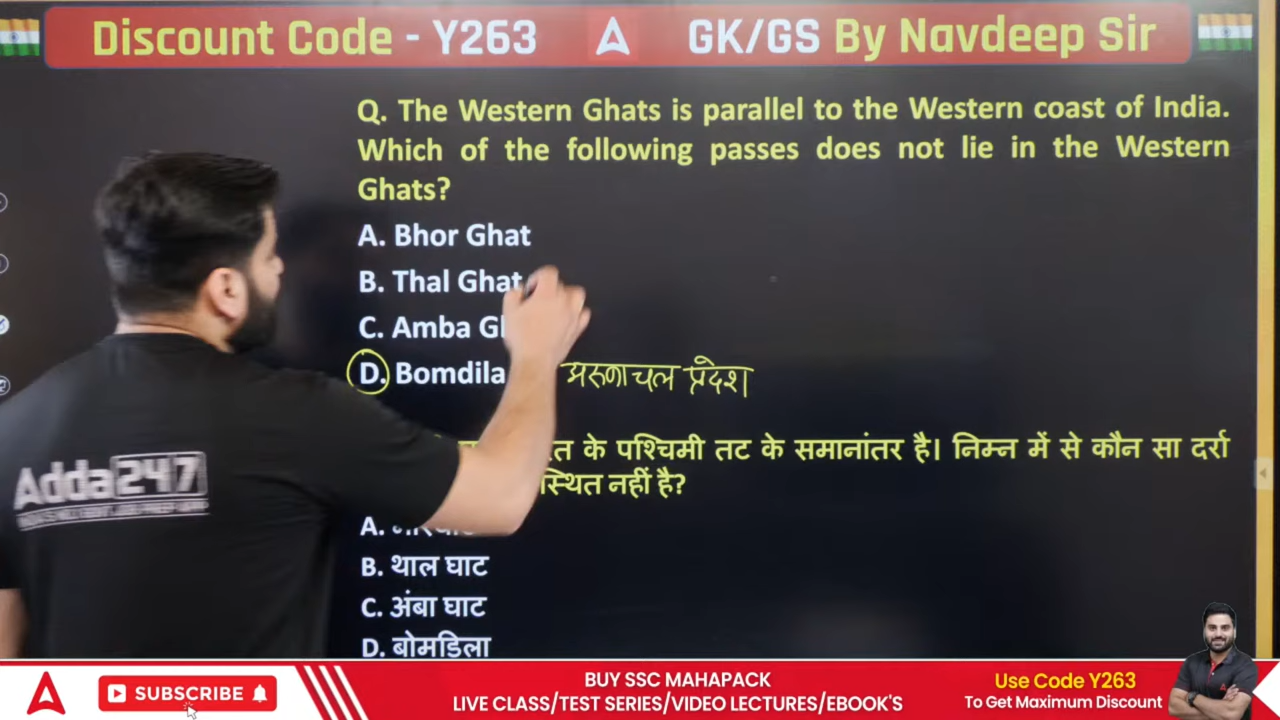 Discount Code - Y263 GK/GS By Navdeep Sir
Q. The Western Ghats is parallel to the Western coast of India.
Which of the following passes does not lie in the Western
Ghats?
A. Bhor Ghat
B. Thal Ghat
C. Amba
D. Bomdila अरुणाचल प्रदेश
के पश्चिमी तट के समानांतर है। निम्न में से कौन सा दर्रा
स्थित नहीं है?
A.
B. थाल घाट
C. अंबा घाट
D. बोमडिला
Adda247
SUBSCRIBE
BUY SSC MAHAPACK
LIVE CLASS/TEST SERIES/VIDEO LECTURES/EBOOK'S
Use Code Y263
To Get Maximum Discount